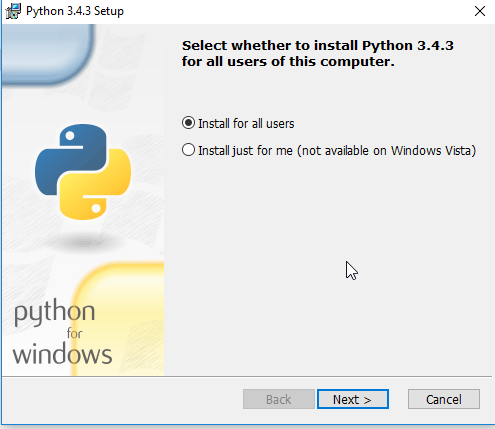 Python 3.4.3 Setup
Select whether to install Python 3.4.3
for all users of this computer.
Install for all users
Install just for me (not available on Windows Vista)
python
for
windows
Back
Next >
Cancel